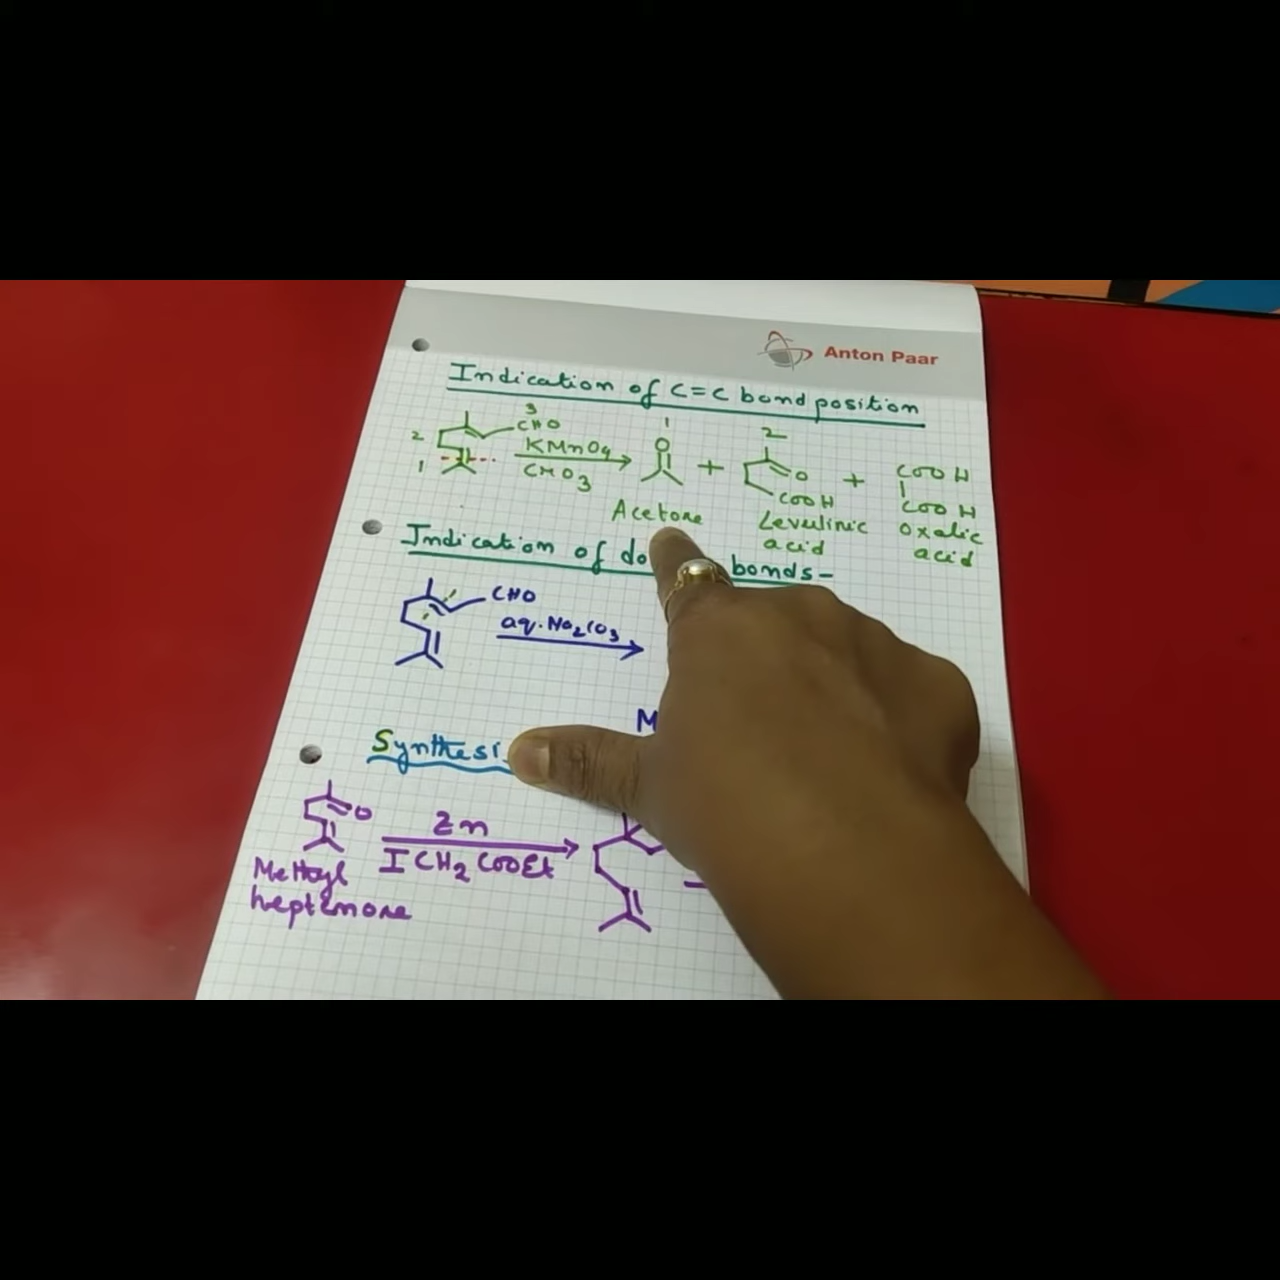 Anton Paar
Indication of C=C bond position
3
CHO
2
1
KMnO4
CMO3
1
O
+
2
O
COOH
+
COOH
COOH
Acetone
Levulinic
acid
Oxalic
acid
Indication of do bonds-
CHO
aq. Na2CO3
M
Synthesi
O
Zn
ICH2COOEt
Methyl
heptenone